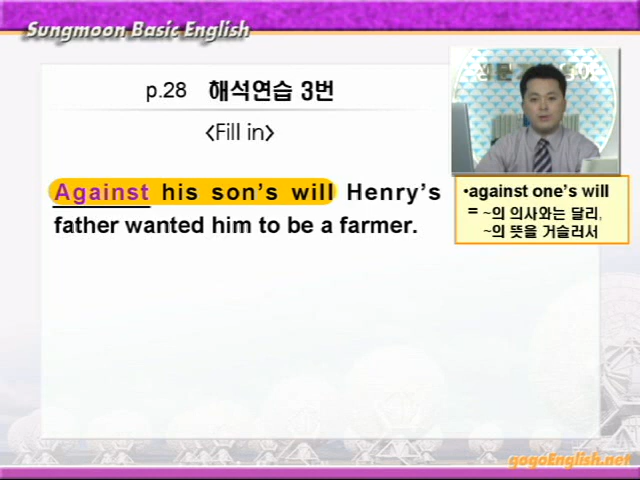 Sungmoon Basic English
p.28 해석연습 3번
<Fill in>
Against his son's will Henry's
father wanted him to be a farmer.
•against one's will
= ~의 의사와는 달리,
~의 뜻을 거슬러서
gogoEnglish.net